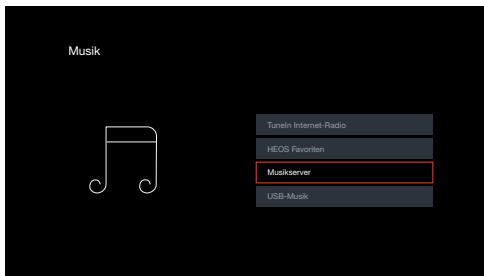 Musik
TuneIn Internet-Radio
HEOS Favoriten
Musikserver
USB-Musik